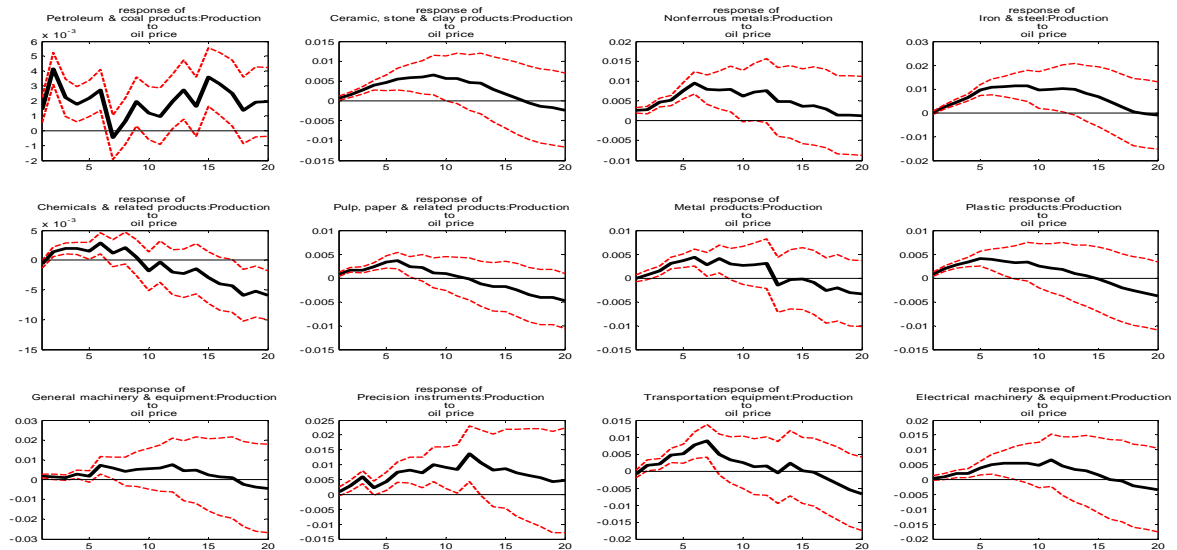 response of
Petroleum & coal products:Production
to
oil price
x 10^-3
6
5
4
3
2
1
0
-1
-2
5 10 15 20
response of
Ceramic, stone & clay products:Production
to
oil price
0.015
0.01
0.005
0
-0.005
-0.01
-0.015
5 10 15 20
response of
Nonferrous metals:Production
to
oil price
0.02
0.015
0.01
0.005
0
-0.005
-0.01
5 10 15 20
response of
Iron & steel:Production
to
oil price
0.03
0.02
0.01
0
-0.01
-0.02
5 10 15 20
response of
Chemicals & related products:Production
to
oil price
x 10^-3
5
0
-5
-10
-15
5 10 15 20
response of
Pulp, paper & related products:Production
to
oil price
0.01
0.005
0
-0.005
-0.01
-0.015
5 10 15 20
response of
Metal products:Production
to
oil price
0.01
0.005
0
-0.005
-0.01
-0.015
5 10 15 20
response of
Plastic products:Production
to
oil price
0.01
0.005
0
-0.005
-0.01
-0.015
5 10 15 20
response of
General machinery & equipment:Production
to
oil price
0.03
0.02
0.01
0
-0.01
-0.02
-0.03
5 10 15 20
response of
Precision instruments:Production
to
oil price
0.025
0.02
0.015
0.01
0.005
0
-0.005
-0.01
-0.015
5 10 15 20
response of
Transportation equipment:Production
to
oil price
0.015
0.01
0.005
0
-0.005
-0.01
-0.015
-0.02
5 10 15 20
response of
Electrical machinery & equipment:Production
to
oil price
0.02
0.015
0.01
0.005
0
-0.005
-0.01
-0.015
-0.02
5 10 15 20